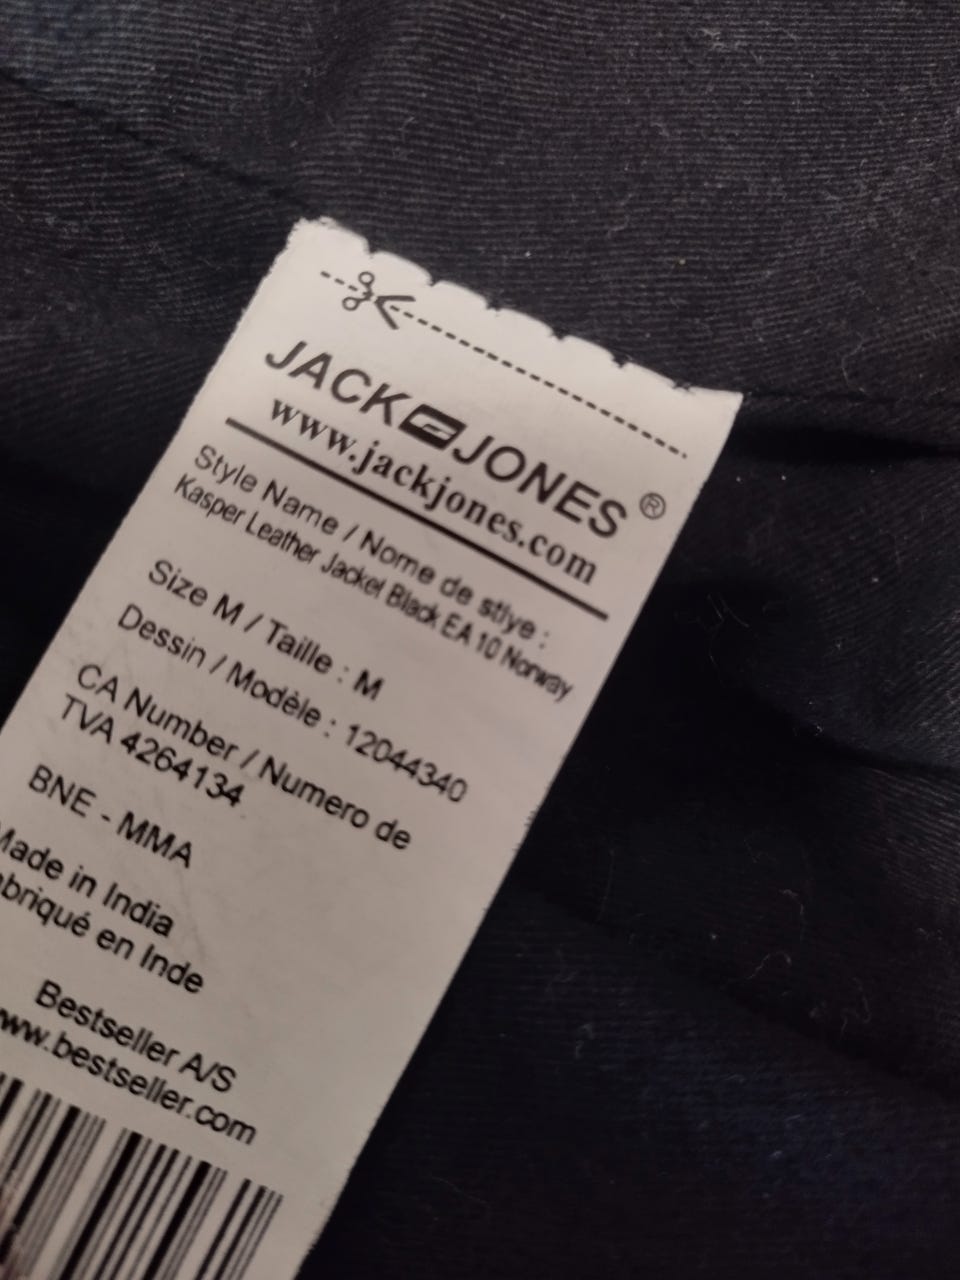 JACK JONES ®
www.jackjones.com
Style Name / Nome de stlye :
Kasper Leather Jacket Black EA 10 Norway
Size M / Taille : M
Dessin / Modèle : 12044340
CA Number / Numero de
TVA 4264134
BNE - MMA
Made in India
abriqué en Inde
Bestseller A/S
www.bestseller.com